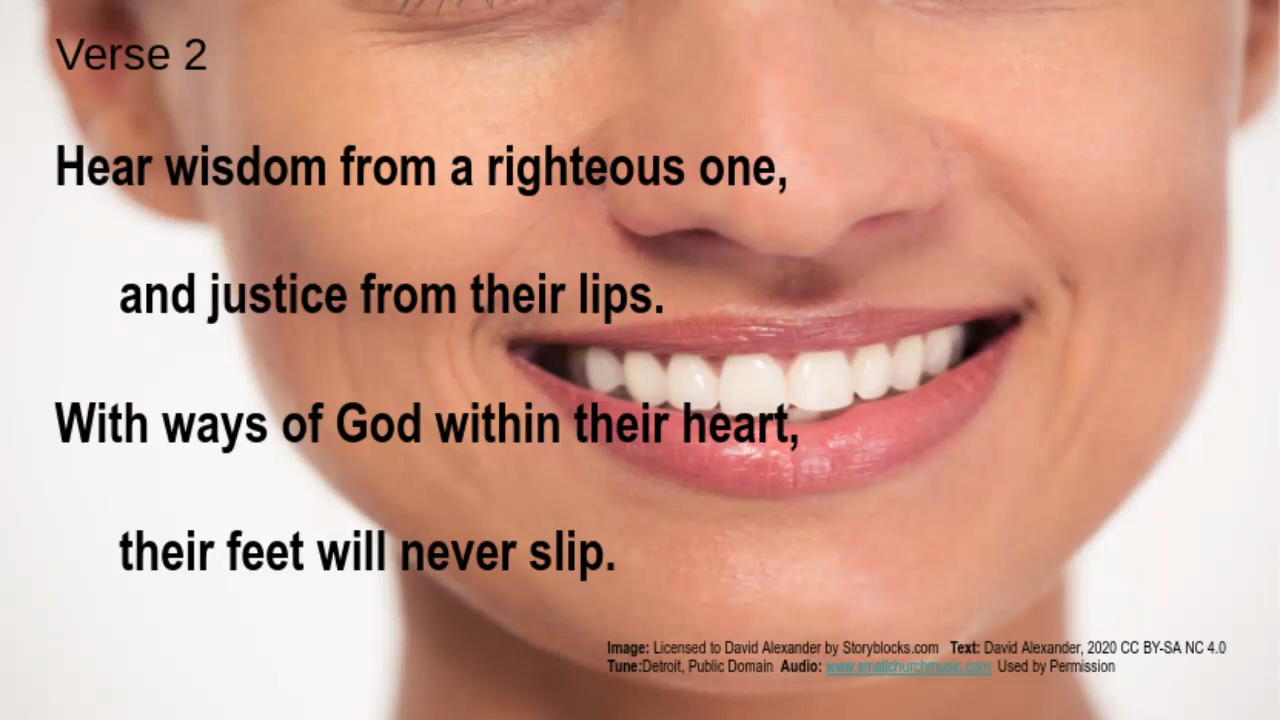 Verse 2
Hear wisdom from a righteous one,
and justice from their lips.
With ways of God within their heart,
their feet will never slip.
Image: Licensed to David Alexander by Storyblocks.com Text: David Alexander, 2020 CC BY-SA NC 4.0
Tune:Detroit, Public Domain Audio: www.smallchurchmusic.com Used by Permission